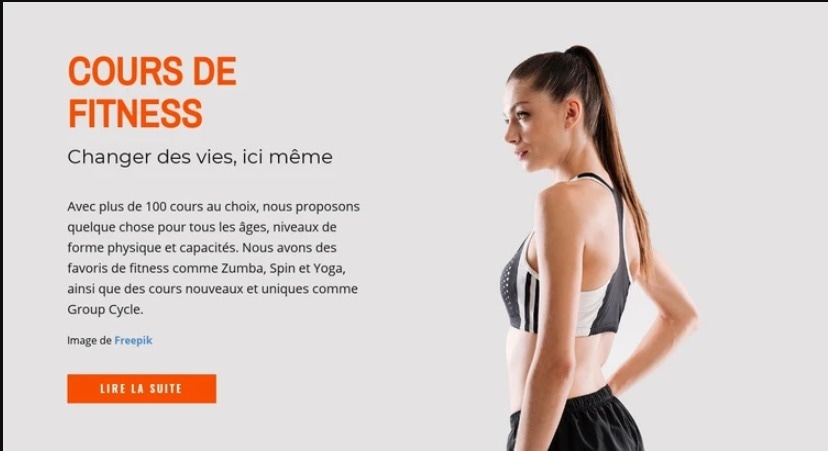 COURS DE
FITNESS
Changer des vies, ici même
Avec plus de 100 cours au choix, nous proposons
quelque chose pour tous les âges, niveaux de
forme physique et capacités. Nous avons des
favoris de fitness comme Zumba, Spin et Yoga,
ainsi que des cours nouveaux et uniques comme
Group Cycle.
Image de Freepik
LIRE LA SUITE